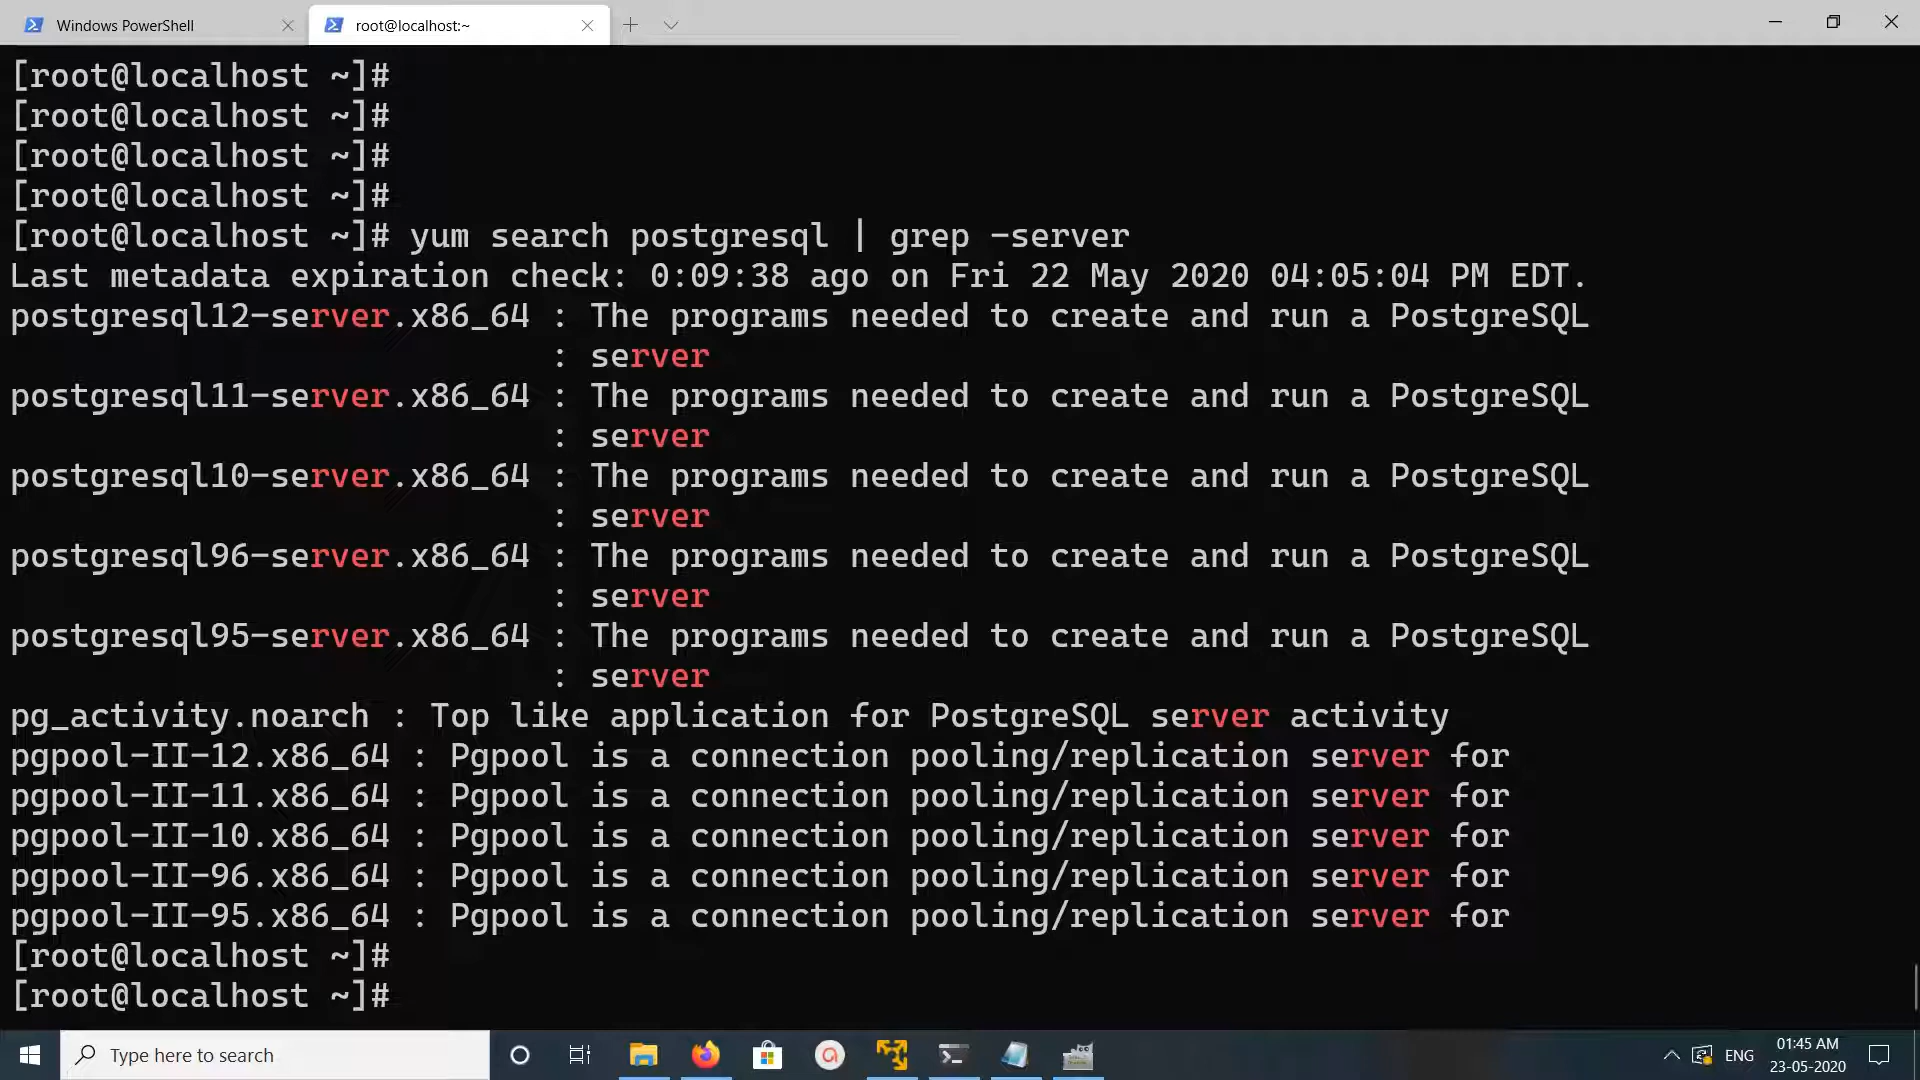 Windows PowerShell
root@localhost:~
[root@localhost ~]#
[root@localhost ~]#
[root@localhost ~]#
[root@localhost ~]#
[root@localhost ~]# yum search postgresql | grep -server
Last metadata expiration check: 0:09:38 ago on Fri 22 May 2020 04:05:04 PM EDT.
postgresql12-server.x86_64 : The programs needed to create and run a PostgreSQL
: server
postgresql11-server.x86_64 : The programs needed to create and run a PostgreSQL
: server
postgresql10-server.x86_64 : The programs needed to create and run a PostgreSQL
: server
postgresql96-server.x86_64 : The programs needed to create and run a PostgreSQL
: server
postgresql95-server.x86_64 : The programs needed to create and run a PostgreSQL
: server
pg_activity.noarch : Top like application for PostgreSQL server activity
pgpool-II-12.x86_64 : Pgpool is a connection pooling/replication server for
pgpool-II-11.x86_64 : Pgpool is a connection pooling/replication server for
pgpool-II-10.x86_64 : Pgpool is a connection pooling/replication server for
pgpool-II-96.x86_64 : Pgpool is a connection pooling/replication server for
pgpool-II-95.x86_64 : Pgpool is a connection pooling/replication server for
[root@localhost ~]#
[root@localhost ~]#
Type here to search
ENG
01:45 AM
23-05-2020